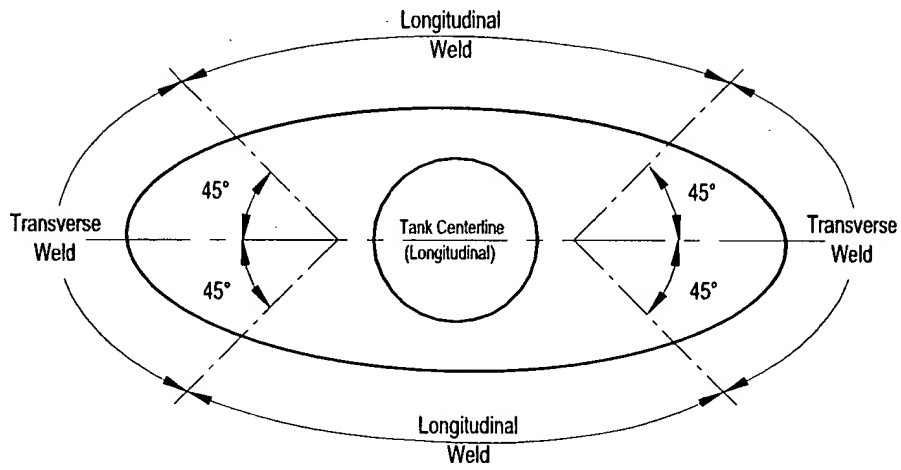 Longitudinal
Weld
45°
45°
Transverse
Weld
Tank Centerline
(Longitudinal)
Transverse
Weld
45°
45°
Longitudinal
Weld